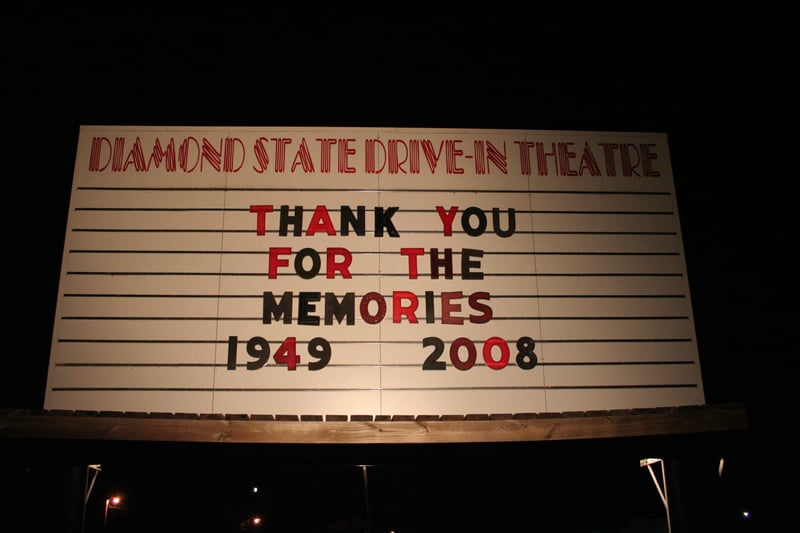 DIAMOND STATE DRIVE-IN THEATRE
THANK YOU
FOR THE
MEMORIES
1949 2008